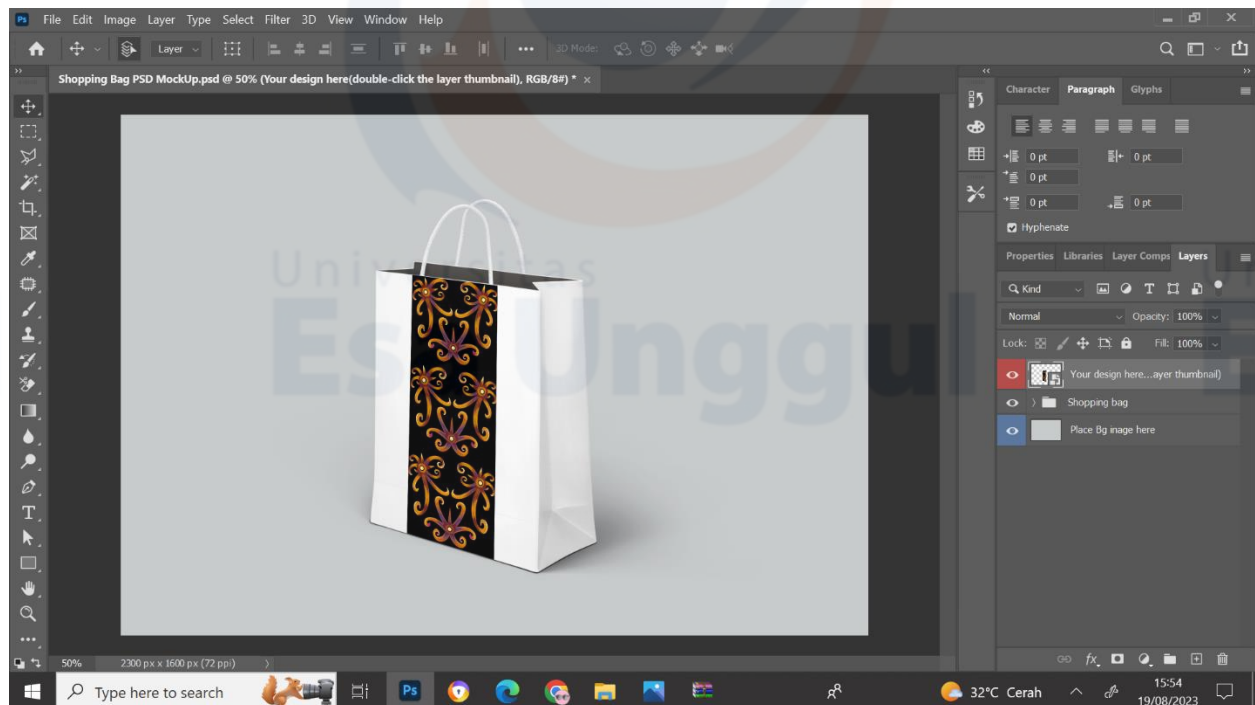 Ps File Edit Image Layer Type Select Filter 3D View Window Help
Layer 3D Mode:
Shopping Bag PSD MockUp.psd @ 50% (Your design here(double-click the layer thumbnail), RGB/8#) * ×
Character Paragraph Glyphs
0 pt 0 pt
0 pt
0 pt 0 pt
Hyphenate
Properties Libraries Layer Comps Layers
Kind
Normal Opacity: 100%
Lock: Fill: 100%
Your design here...ayer thumbnail)
Shopping bag
Place Bg inage here
Universitas
Esa Unggul
50% 2300 px x 1600 px (72 ppi)
fx
Type here to search
Ps
32°C Cerah
15:54
19/08/2023